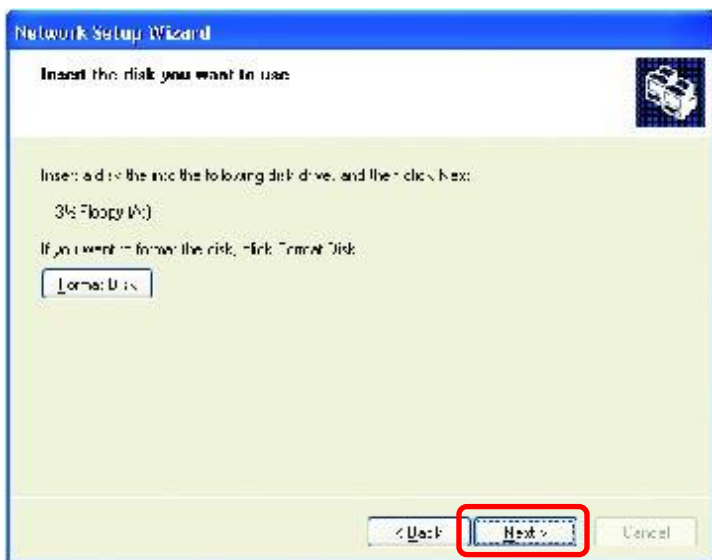 Network Setup Wizard
Insert the disk you want to use
Insert a disk the into the following disk drive, and then click Next:
3½ Floppy (A:)
If you want to format the disk, click Format Disk.
Format Disk
< Back
Next >
Cancel